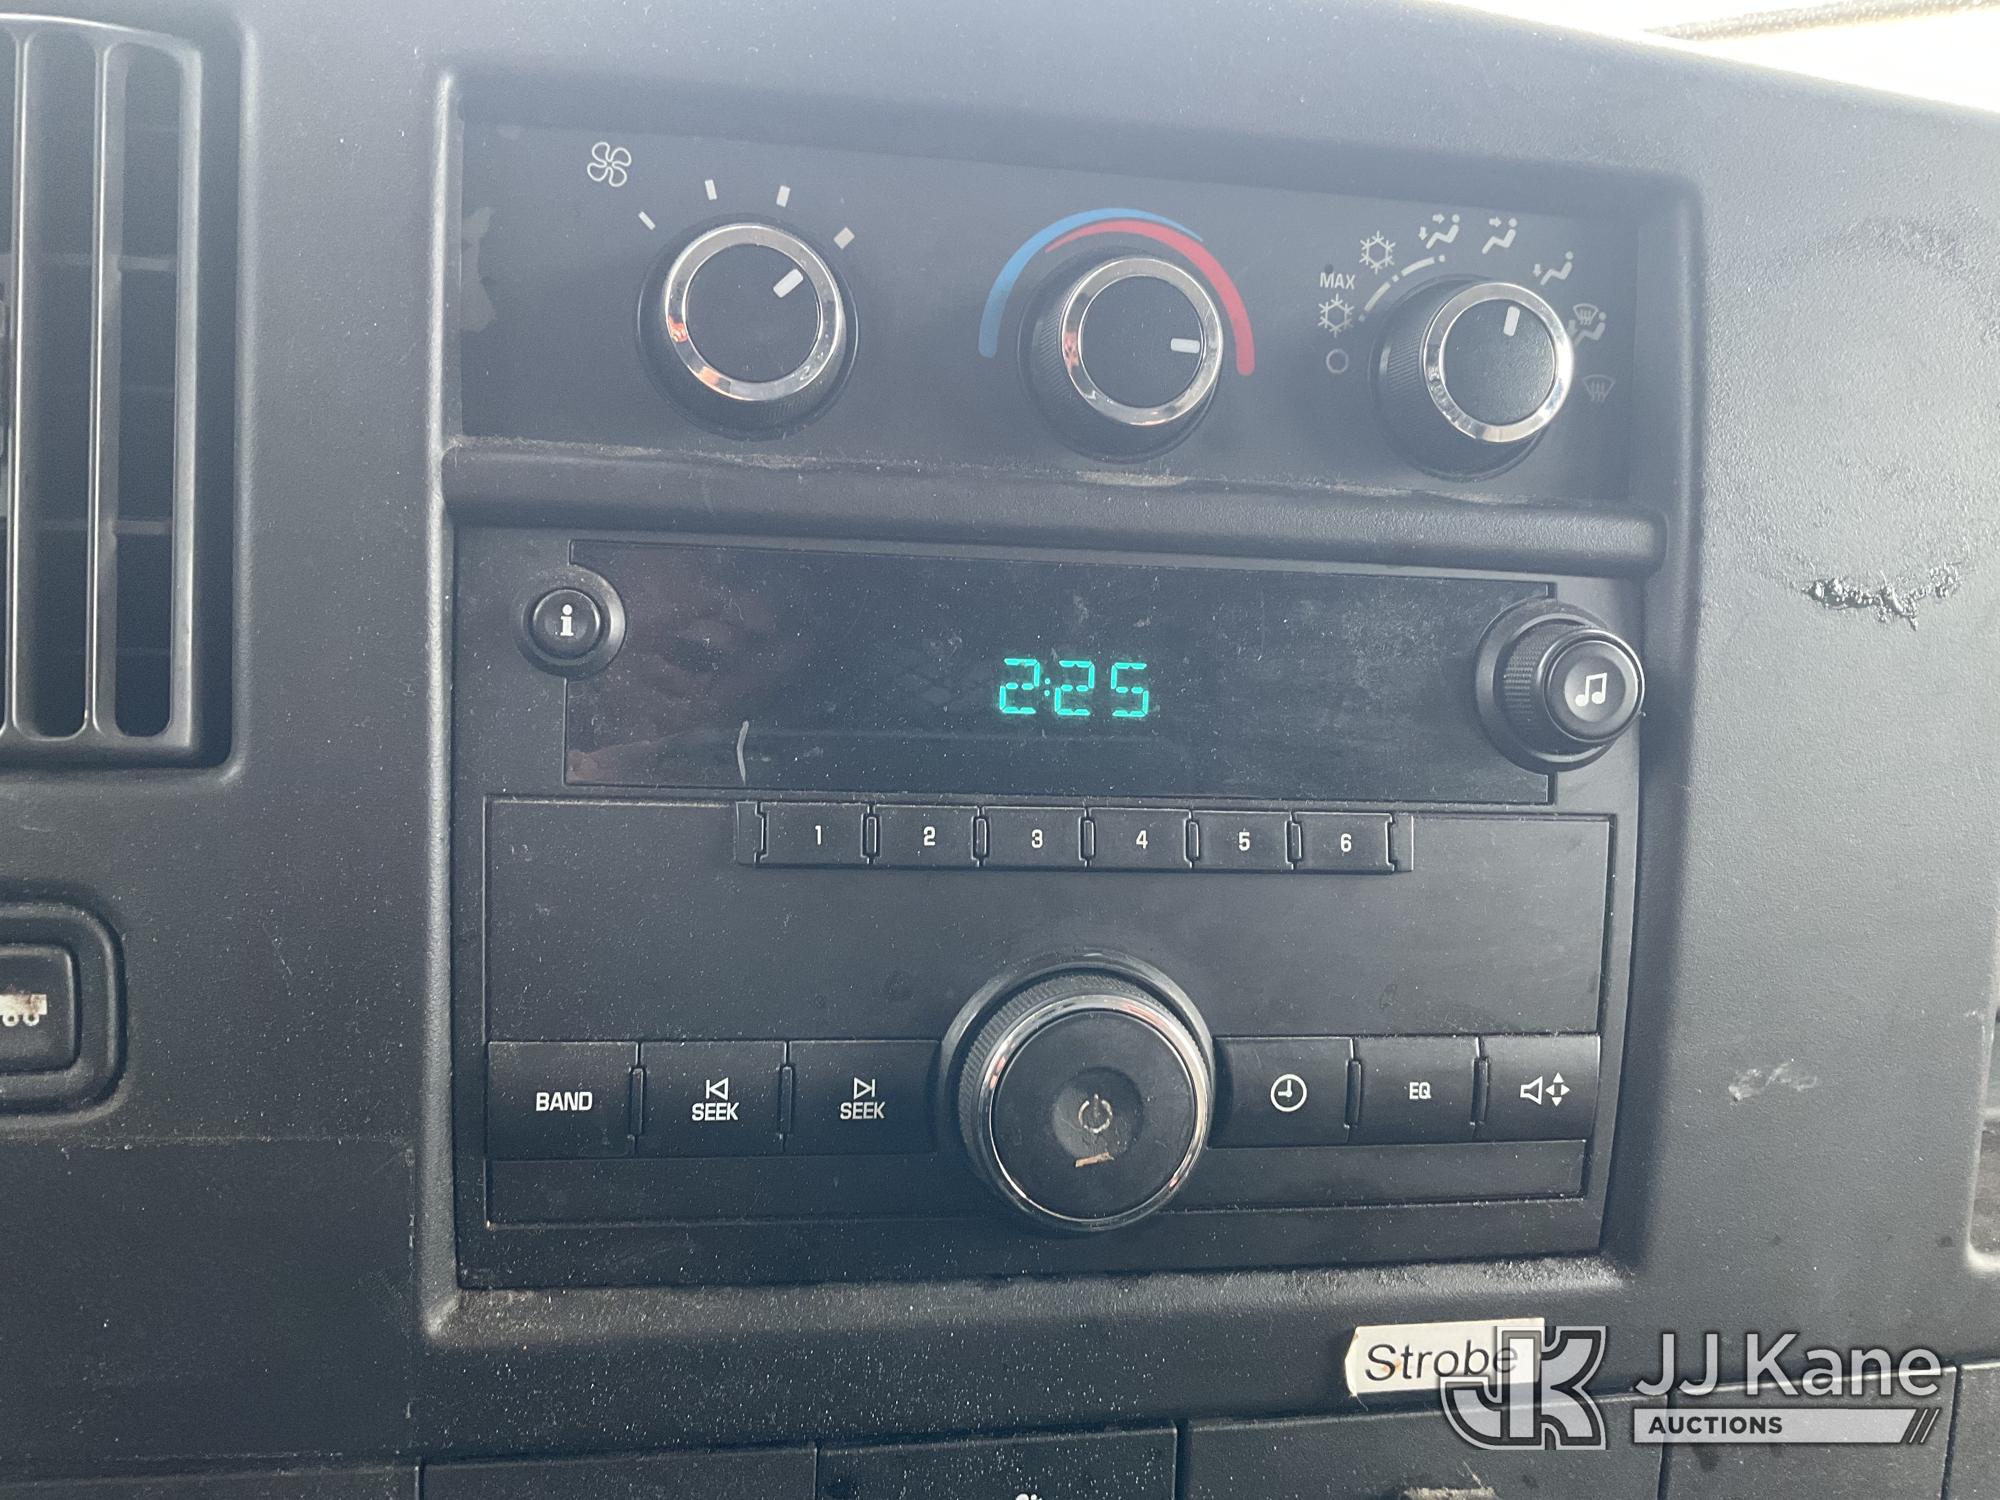 MAX
i
2:25
1 2 3 4 5 6
BAND SEEK SEEK EQ
Strobe
JJ Kane
AUCTIONS